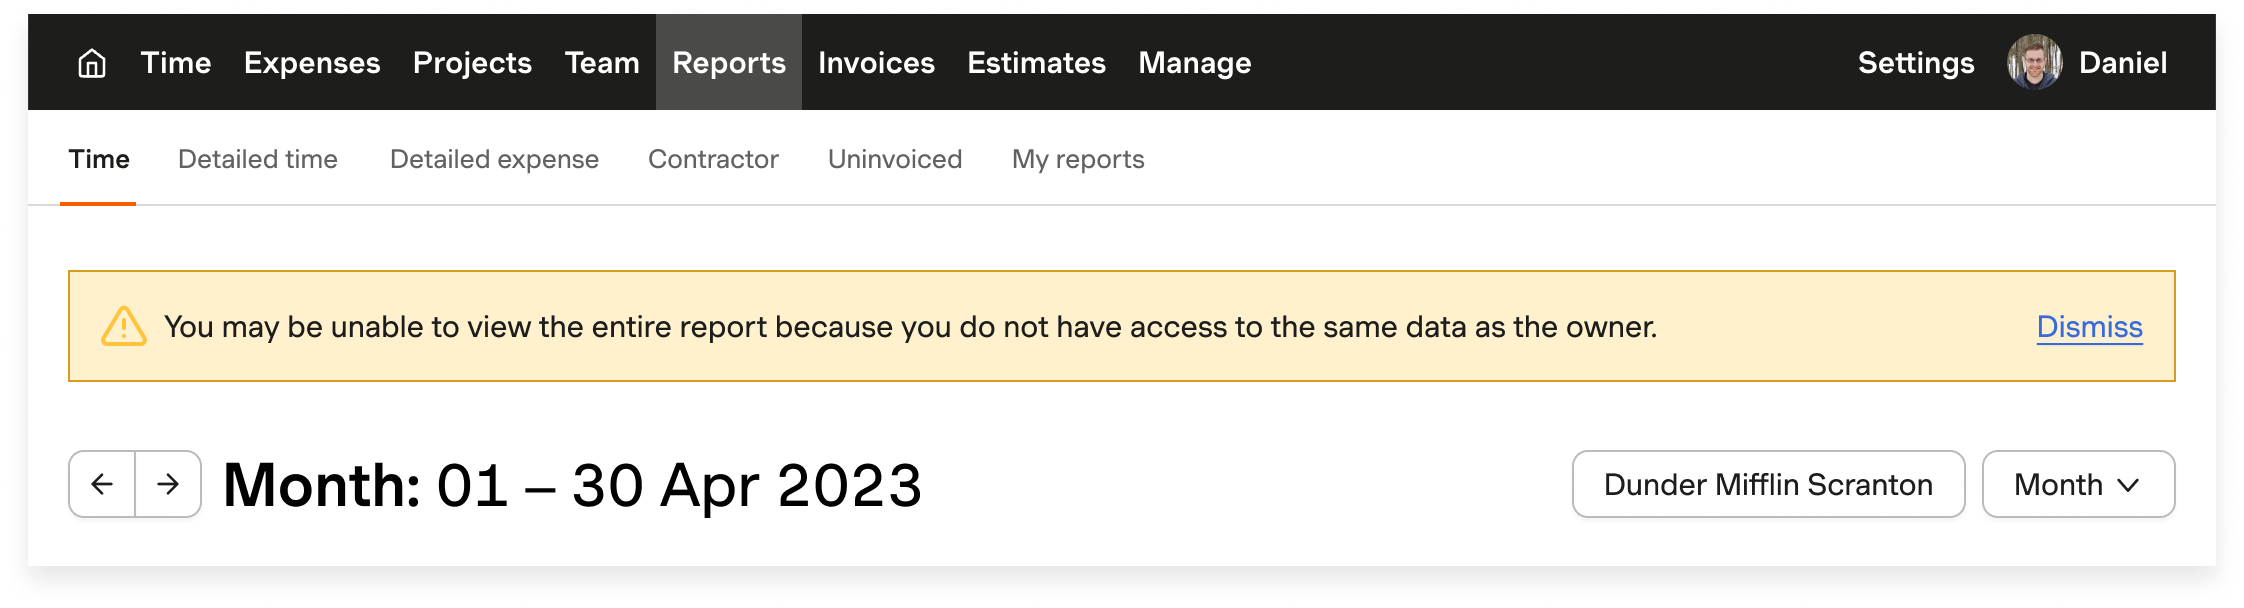 Time Expenses Projects Team Reports Invoices Estimates Manage Settings Daniel
Time Detailed time Detailed expense Contractor Uninvoiced My reports
You may be unable to view the entire report because you do not have access to the same data as the owner. Dismiss
Month: 01 – 30 Apr 2023 Dunder Mifflin Scranton Month